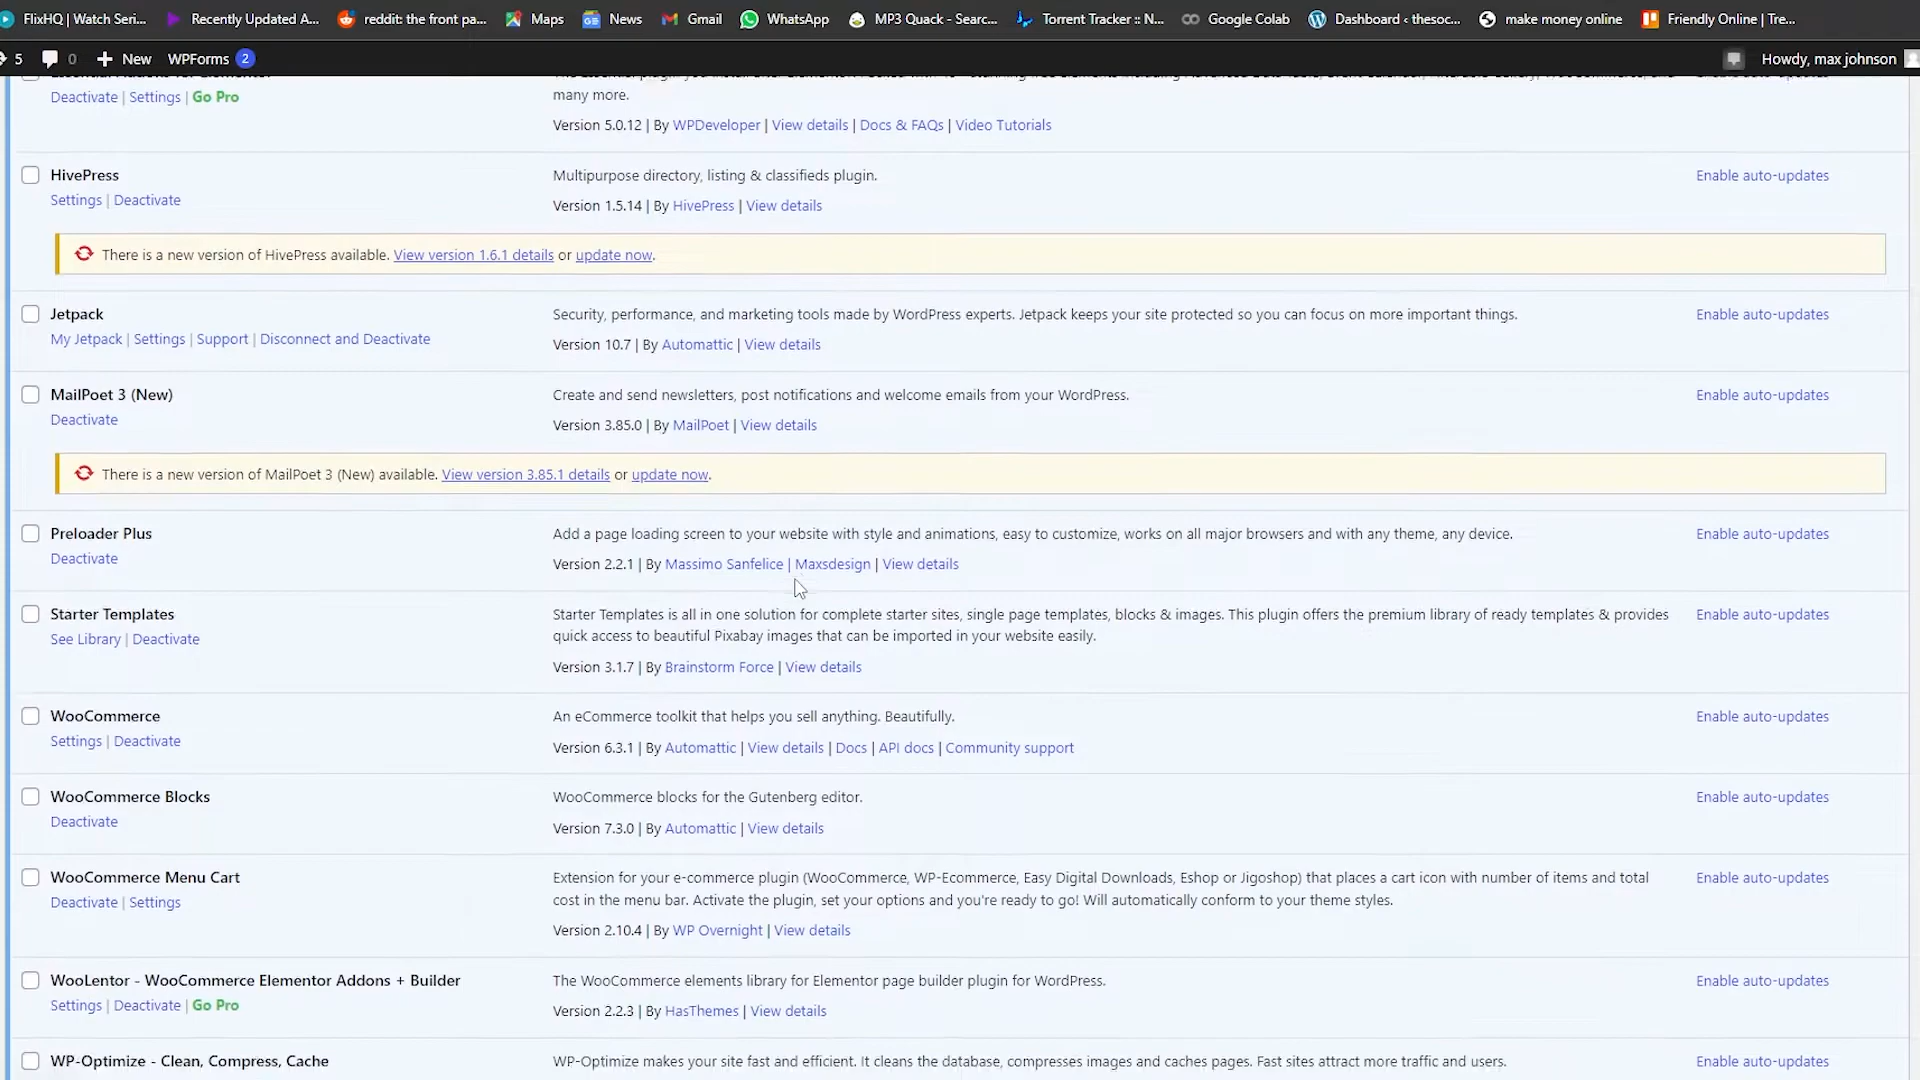 FlixHQ | Watch Seri...
Recently Updated A...
reddit: the front pa...
Maps
News
Gmail
WhatsApp
MP3 Quack - Searc...
Torrent Tracker :: N...
Google Colab
Dashboard ‹ thesoc...
make money online
Friendly Online | Tre...
5
0
New
WPForms 2
Howdy, max johnson
Deactivate | Settings | Go Pro
many more.
Version 5.0.12 | By WPDeveloper | View details | Docs & FAQs | Video Tutorials
HivePress
Multipurpose directory, listing & classifieds plugin.
Enable auto-updates
Settings | Deactivate
Version 1.5.14 | By HivePress | View details
There is a new version of HivePress available. View version 1.6.1 details or update now.
Jetpack
Security, performance, and marketing tools made by WordPress experts. Jetpack keeps your site protected so you can focus on more important things.
Enable auto-updates
My Jetpack | Settings | Support | Disconnect and Deactivate
Version 10.7 | By Automattic | View details
MailPoet 3 (New)
Create and send newsletters, post notifications and welcome emails from your WordPress.
Enable auto-updates
Deactivate
Version 3.85.0 | By MailPoet | View details
There is a new version of MailPoet 3 (New) available. View version 3.85.1 details or update now.
Preloader Plus
Add a page loading screen to your website with style and animations, easy to customize, works on all major browsers and with any theme, any device.
Enable auto-updates
Deactivate
Version 2.2.1 | By Massimo Sanfelice | Maxsdesign | View details
Starter Templates
Starter Templates is all in one solution for complete starter sites, single page templates, blocks & images. This plugin offers the premium library of ready templates & provides
Enable auto-updates
See Library | Deactivate
quick access to beautiful Pixabay images that can be imported in your website easily.
Version 3.1.7 | By Brainstorm Force | View details
WooCommerce
An eCommerce toolkit that helps you sell anything. Beautifully.
Enable auto-updates
Settings | Deactivate
Version 6.3.1 | By Automattic | View details | Docs | API docs | Community support
WooCommerce Blocks
WooCommerce blocks for the Gutenberg editor.
Enable auto-updates
Deactivate
Version 7.3.0 | By Automattic | View details
WooCommerce Menu Cart
Extension for your e-commerce plugin (WooCommerce, WP-Ecommerce, Easy Digital Downloads, Eshop or Jigoshop) that places a cart icon with number of items and total
Enable auto-updates
Deactivate | Settings
cost in the menu bar. Activate the plugin, set your options and you're ready to go! Will automatically conform to your theme styles.
Version 2.10.4 | By WP Overnight | View details
WooLentor - WooCommerce Elementor Addons + Builder
The WooCommerce elements library for Elementor page builder plugin for WordPress.
Enable auto-updates
Settings | Deactivate | Go Pro
Version 2.2.3 | By HasThemes | View details
WP-Optimize - Clean, Compress, Cache
WP-Optimize makes your site fast and efficient. It cleans the database, compresses images and caches pages. Fast sites attract more traffic and users.
Enable auto-updates